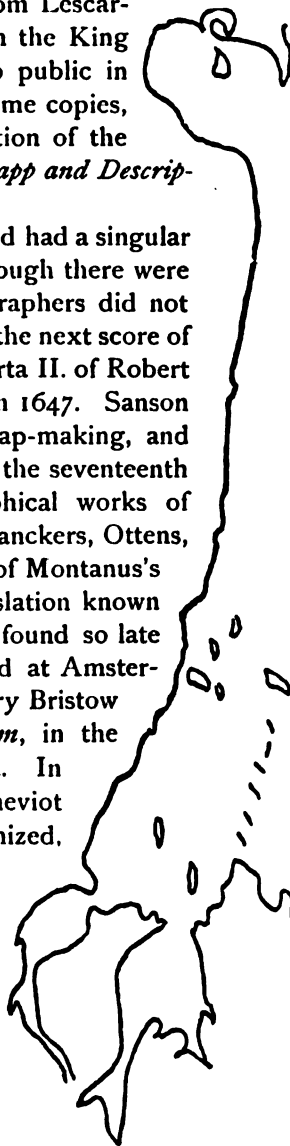 om Lescar-
n the King
o public in
me copies,
tion of the
app and Descrip-
d had a singular
ough there were
raphers did not
the next score of
rta II. of Robert
n 1647. Sanson
ap-making, and
the seventeenth
phical works of
anckers, Ottens,
of Montanus's
slation known
found so late
d at Amster-
ry Bristow
m, in the
. In
heviot
nized,